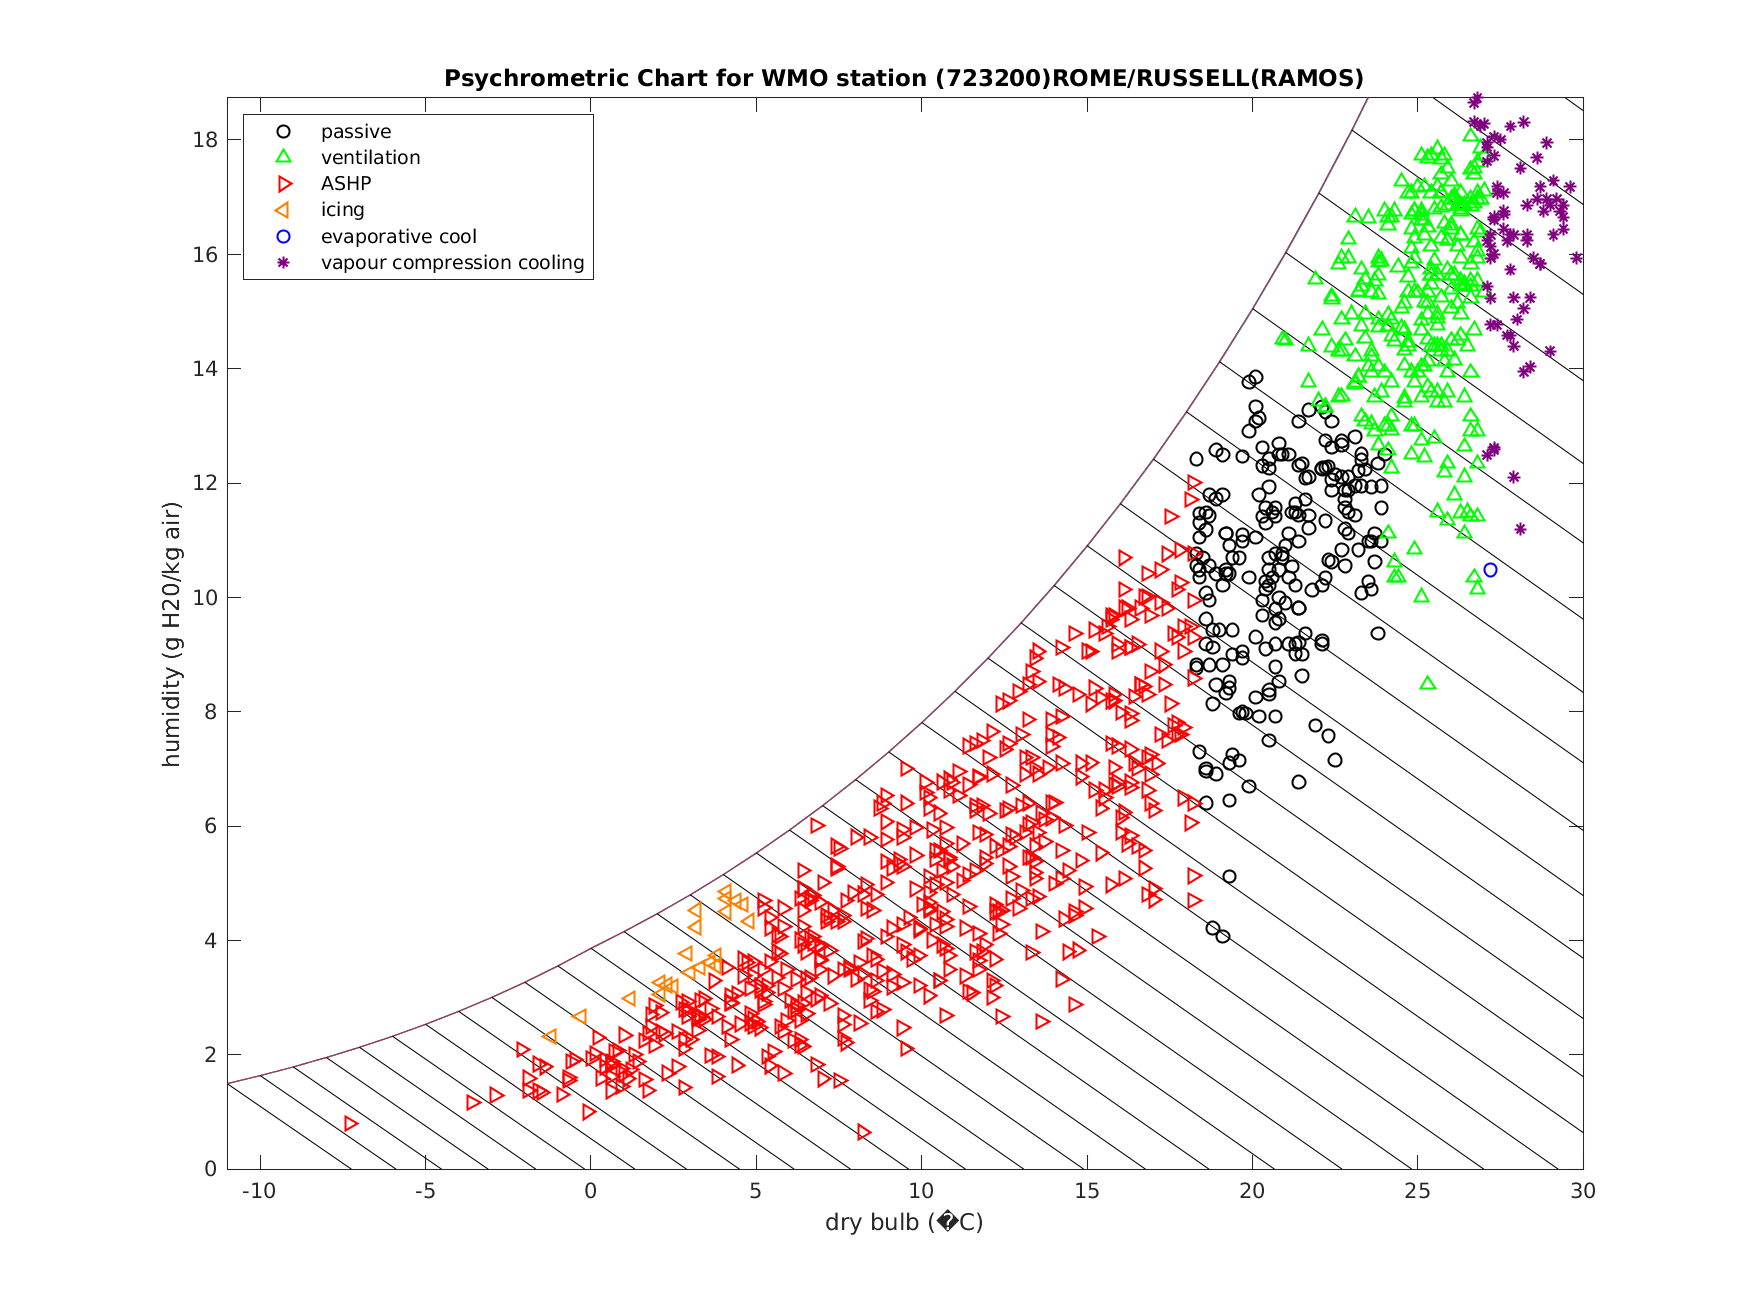 Psychrometric Chart for WMO station (723200)ROME/RUSSELL(RAMOS)
passive
ventilation
ASHP
icing
evaporative cool
vapour compression cooling
humidity (g H20/kg air)
18
16
14
12
10
8
6
4
2
0
-10 -5 0 5 10 15 20 25 30
dry bulb (�C)